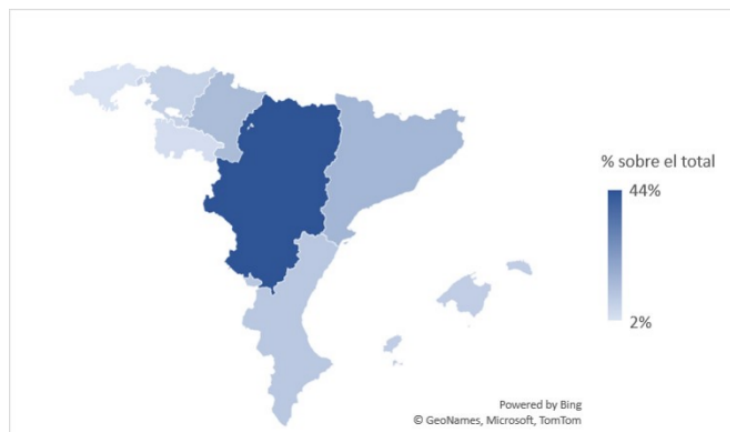 % sobre el total
44%
2%
Powered by Bing
© GeoNames, Microsoft, TomTom